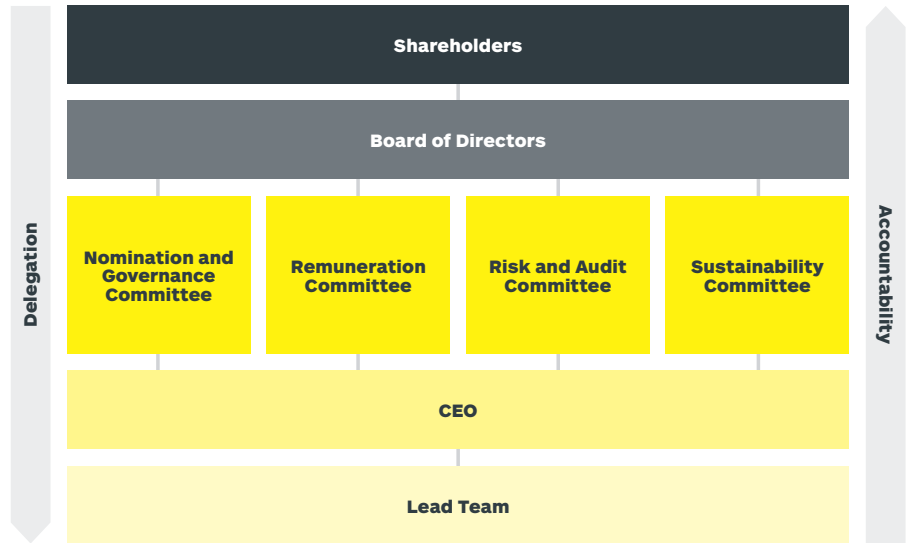 Shareholders
Board of Directors
Delegation
Accountability
Nomination and
Governance
Committee
Remuneration
Committee
Risk and Audit
Committee
Sustainability
Committee
CEO
Lead Team